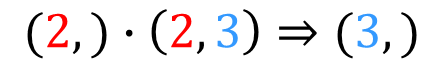 (2,) · (2,3) ⇒ (3,)